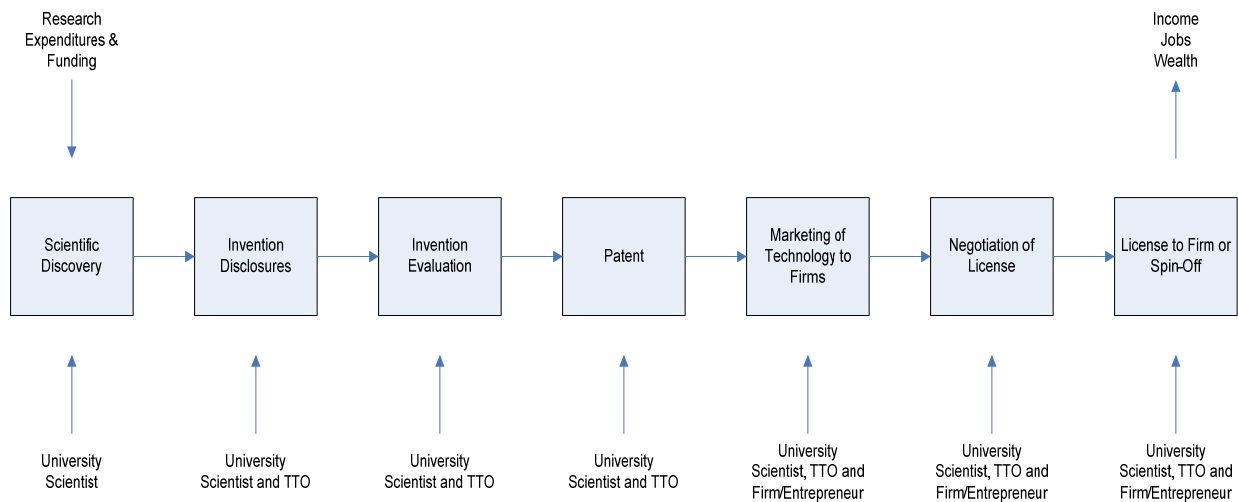 Research
Expenditures &
Funding
Income
Jobs
Wealth
Scientific
Discovery
Invention
Disclosures
Invention
Evaluation
Patent
Marketing of
Technology to
Firms
Negotiation of
License
License to Firm or
Spin-Off
University
Scientist
University
Scientist and TTO
University
Scientist and TTO
University
Scientist and TTO
University
Scientist, TTO and
Firm/Entrepreneur
University
Scientist, TTO and
Firm/Entrepreneur
University
Scientist, TTO and
Firm/Entrepreneur